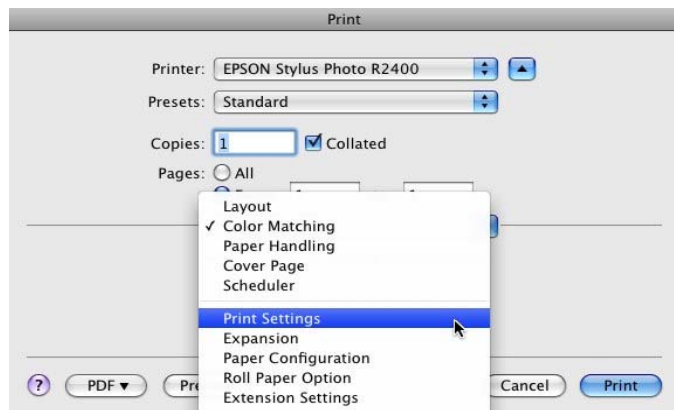 Print
Printer: EPSON Stylus Photo R2400
Presets: Standard
Copies: 1 Collated
Pages: All
Layout
✓ Color Matching
Paper Handling
Cover Page
Scheduler
Print Settings
Expansion
Paper Configuration
Roll Paper Option
Extension Settings
? PDF▼ Cancel Print